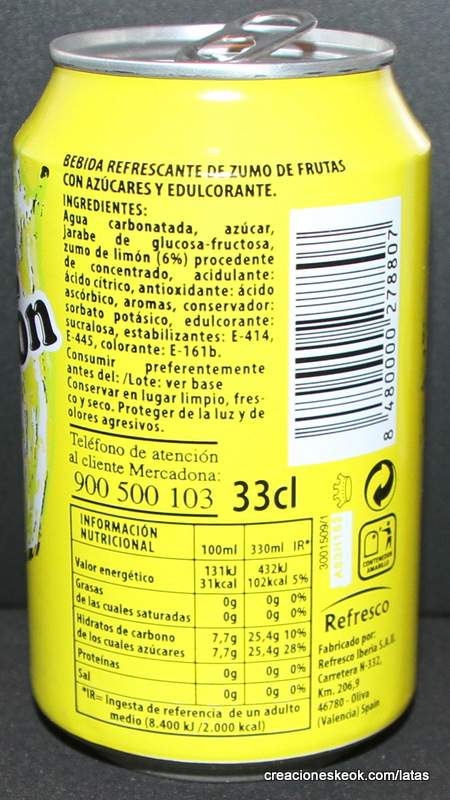 BEBIDA REFRESCANTE DE ZUMO DE FRUTAS
CON AZÚCARES Y EDULCORANTE.
INGREDIENTES:
Agua carbonatada, azúcar,
jarabe de glucosa-fructosa,
zumo de limón (6%) procedente
de concentrado, acidulante:
ácido cítrico, antioxidante: ácido
ascórbico, aromas, conservador:
sorbato potásico, edulcorante:
sucralosa, estabilizantes: E-414,
E-445, colorante: E-161b.
Consumir preferentemente
antes del: /Lote: ver base
Conservar en lugar limpio, fres-
co y seco. Proteger de la luz y de
olores agresivos.
Teléfono de atención
al cliente Mercadona:
900 500 103
33cl
on
8 480000 278807
3001509/1
CONTENEDOR
AMARILLO
INFORMACIÓN
NUTRICIONAL
100ml 330ml IR*
Valor energético 131kJ 432kJ
31kcal 102kcal 5%
Grasas 0g 0g 0%
de las cuales saturadas 0g 0g 0%
Hidratos de carbono 7,7g 25,4g 10%
de los cuales azúcares 7,7g 25,4g 28%
Proteínas 0g 0g 0%
Sal 0g 0g 0%
*IR= Ingesta de referencia de un adulto
medio (8.400 kJ /2.000 kcal)
Refresco
Fabricado por:
Refresco Iberia S.A.U.
Carretera N-332,
Km. 206,9
46780 - Oliva
(Valencia) Spain
creacioneskeok.com/latas